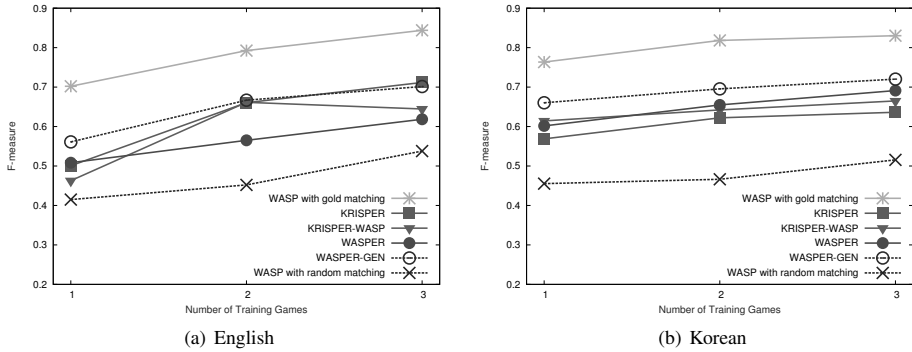 0.9
0.8
0.7
0.6
0.5
0.4
0.3
0.2
F-measure
WASP with gold matching
KRISPER
KRISPER-WASP
WASPER
WASPER-GEN
WASP with random matching
1 2 3
Number of Training Games
(a) English
0.9
0.8
0.7
0.6
0.5
0.4
0.3
0.2
F-measure
WASP with gold matching
KRISPER
KRISPER-WASP
WASPER
WASPER-GEN
WASP with random matching
1 2 3
Number of Training Games
(b) Korean